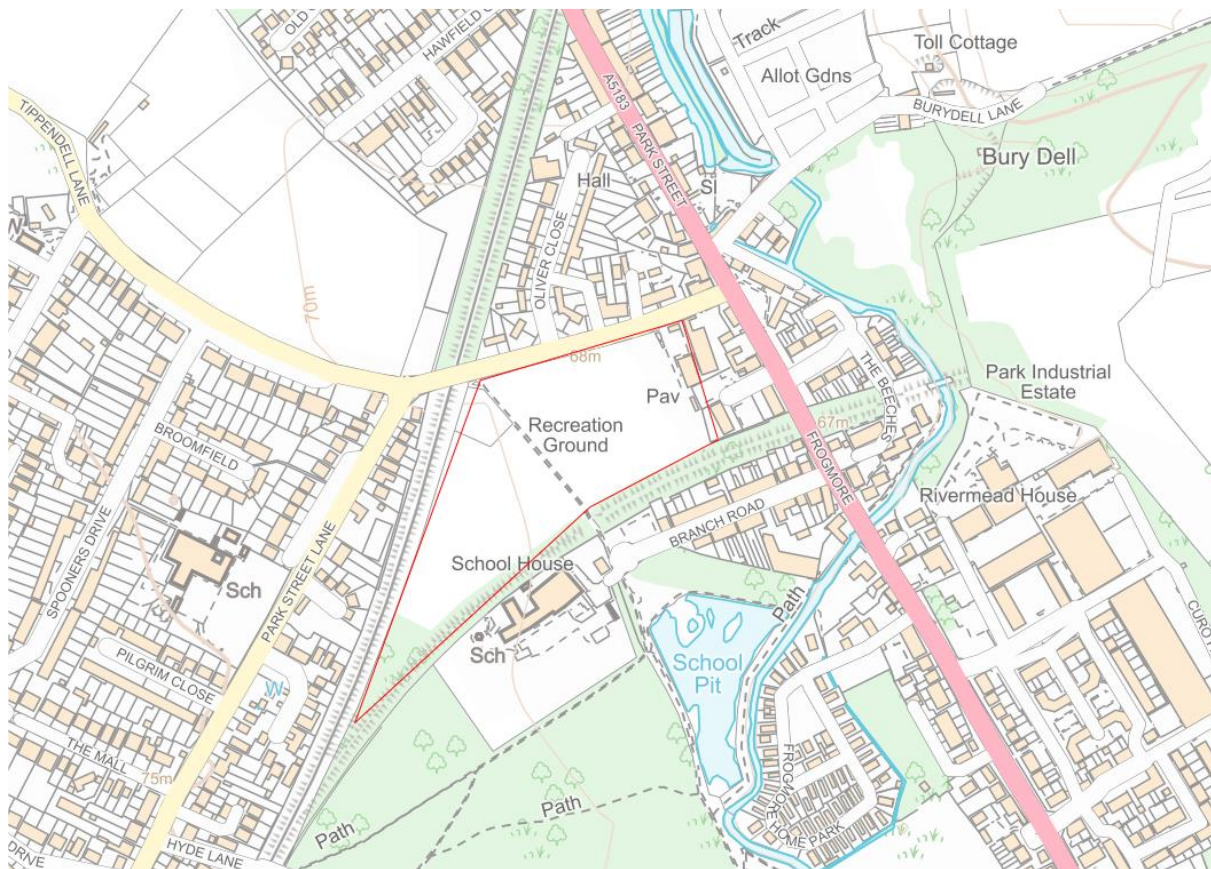 OLDS
HAWFIELD
Track
Toll Cottage
Allot Gdns
BURYDELL LANE
A5183
PARK STREET
TIPPENDELL LANE
Bury Dell
Hall
Sl
OLIVER CLOSE
70m
68m
THE BEECHES
Park Industrial
Estate
Pav
Recreation
Ground
67m
FROGMORE
BROOMFIELD
Rivermead House
SPOONERS DRIVE
BRANCH ROAD
School House
PARK STREET LANE
Sch
Path
Sch
School
Pit
PILGRIM CLOSE
W
THE MALL
75m
FROGMORE HOME PARK
Path
Path
HYDE LANE
DRIVE